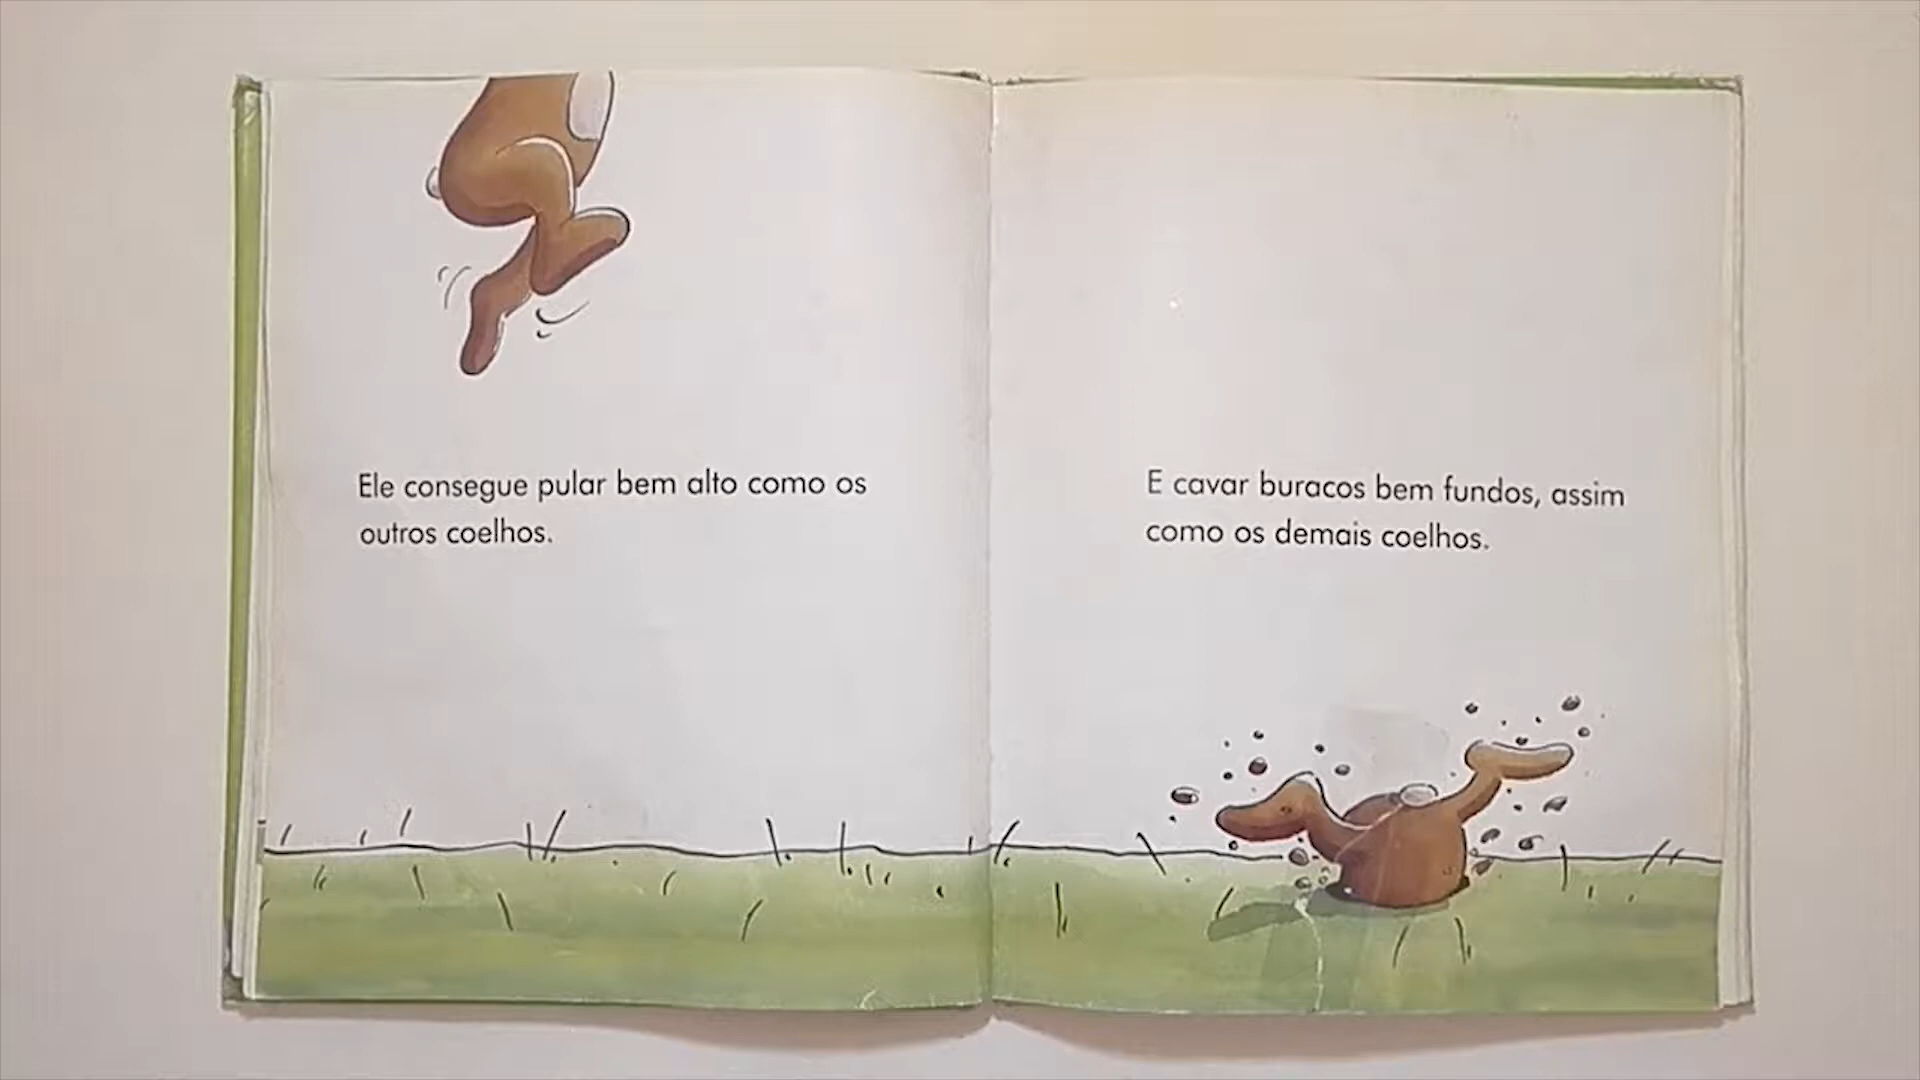 Ele consegue pular bem alto como os
outros coelhos.
E cavar buracos bem fundos, assim
como os demais coelhos.